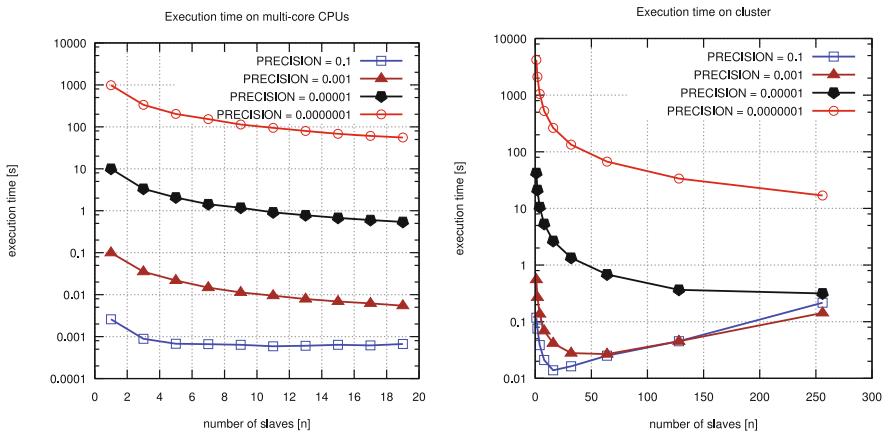 Execution time on multi-core CPUs
10000
1000
100
10
1
0.1
0.01
0.001
0.0001
execution time [s]
PRECISION = 0.1
PRECISION = 0.001
PRECISION = 0.00001
PRECISION = 0.0000001
0 2 4 6 8 10 12 14 16 18 20
number of slaves [n]
Execution time on cluster
10000
1000
100
10
1
0.1
0.01
execution time [s]
PRECISION = 0.1
PRECISION = 0.001
PRECISION = 0.00001
PRECISION = 0.0000001
0 50 100 150 200 250 300
number of slaves [n]